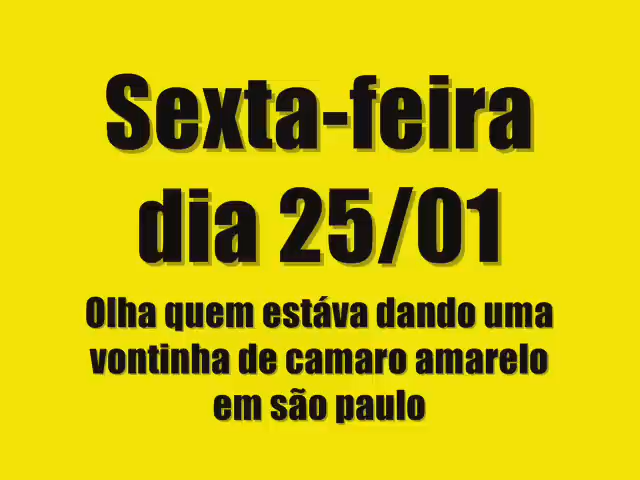 Sexta-feira
dia 25/01
Olha quem estáva dando uma
vontinha de camaro amarelo
em são paulo